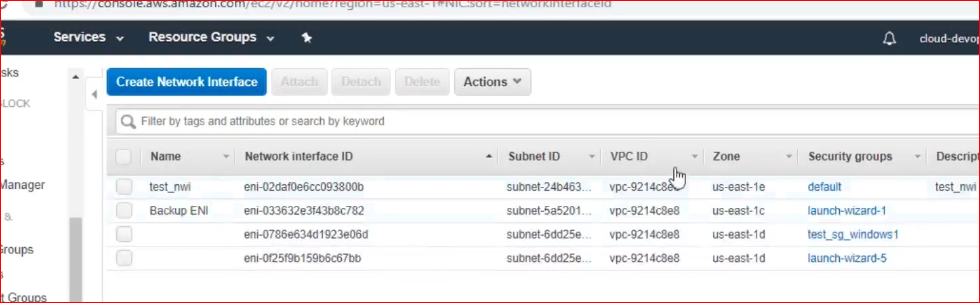 https://console.aws.amazon.com/ec2/v2/home?region=us-east-1#NIC:sort=networkInterfaceId
Services Resource Groups cloud-devop
sks
Create Network Interface Attach Detach Delete Actions
LOCK
Filter by tags and attributes or search by keyword
Name Network interface ID Subnet ID VPC ID Zone Security groups Descript
Manager test_nwi eni-02daf0e6cc093800b subnet-24b463... vpc-9214c8e8 us-east-1e default test_nwi
Backup ENI eni-033632e3f43b8c782 subnet-5a5201... vpc-9214c8e8 us-east-1c launch-wizard-1
&
eni-0786e634d1923e06d subnet-6dd25e... vpc-9214c8e8 us-east-1d test_sg_windows1
Groups eni-0f25f9b159b6c67bb subnet-6dd25e... vpc-9214c8e8 us-east-1d launch-wizard-5
s
t Groups